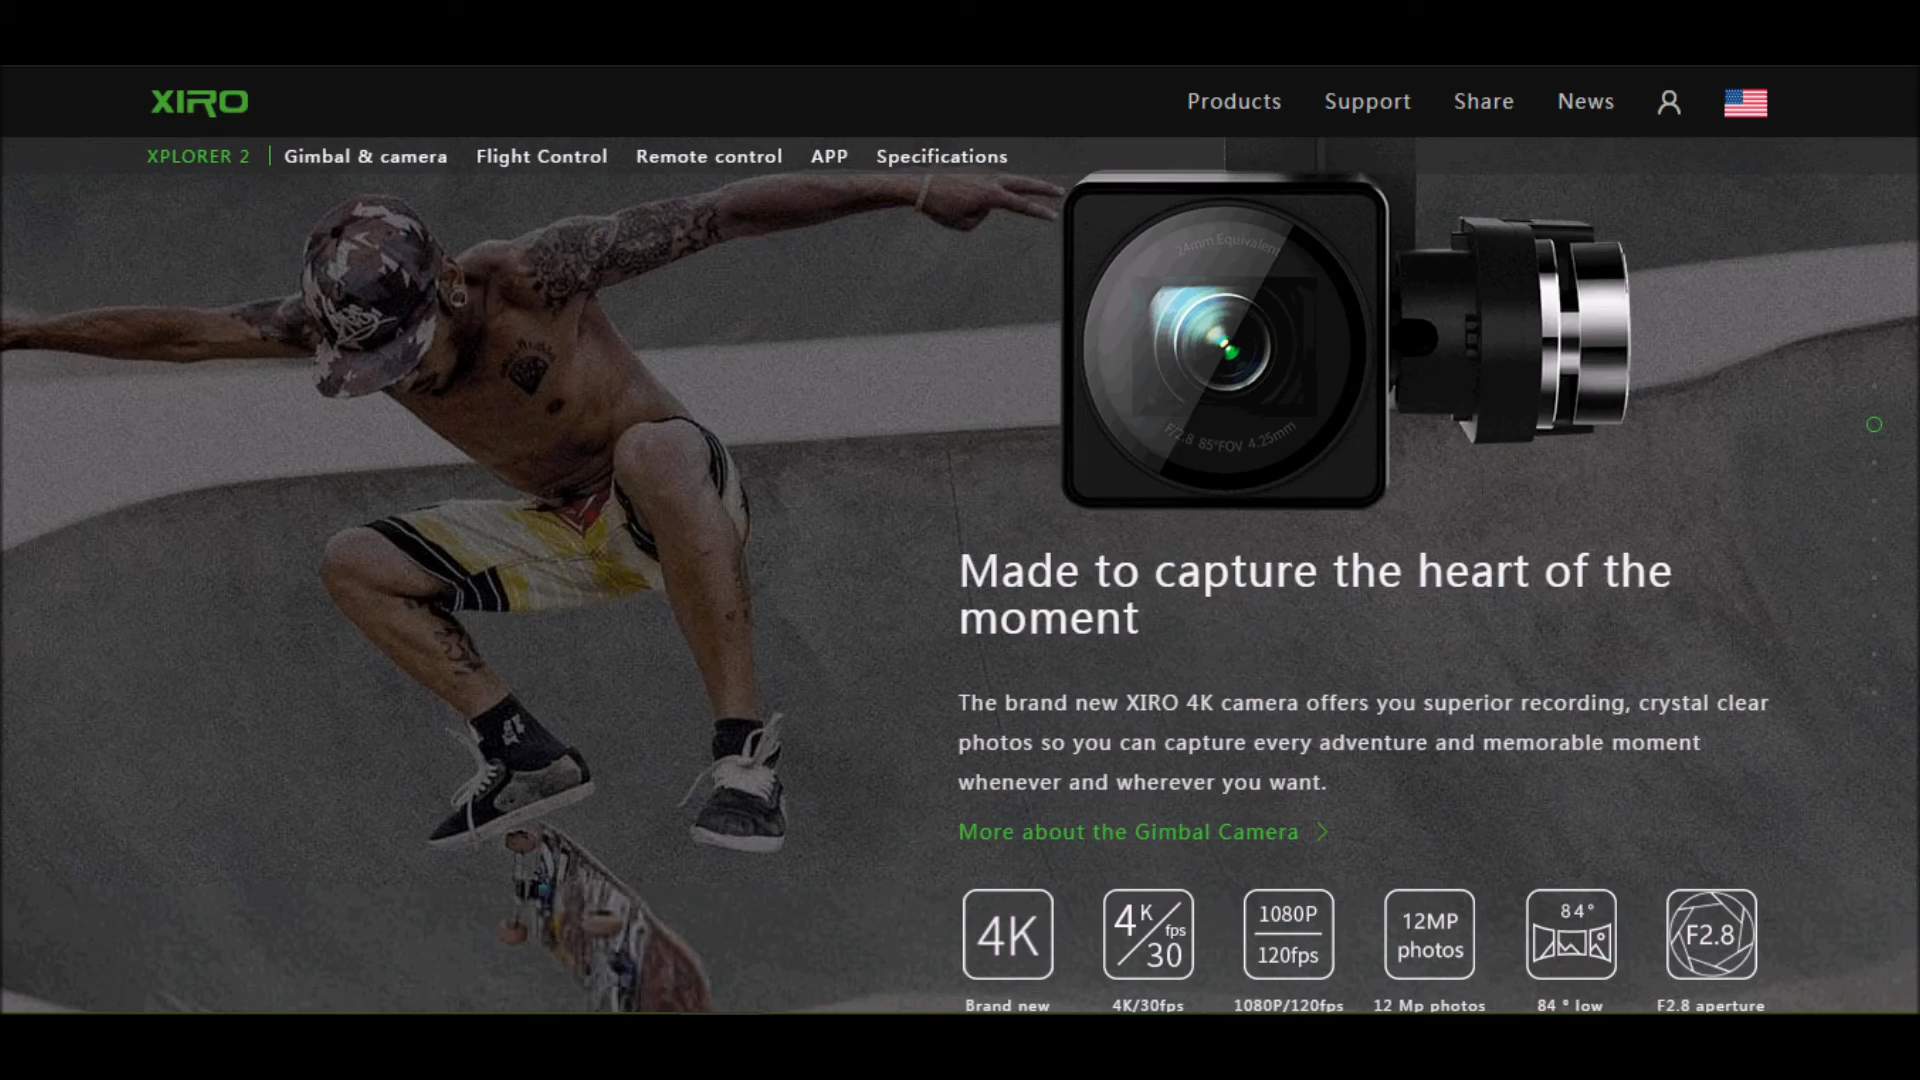 XIRO
Products Support Share News
XPLORER 2 Gimbal & camera Flight Control Remote control APP Specifications
24mm Equivalent
F/2.8 85°FOV 4.25mm
Made to capture the heart of the
moment
The brand new XIRO 4K camera offers you superior recording, crystal clear
photos so you can capture every adventure and memorable moment
whenever and wherever you want.
More about the Gimbal Camera
4K
4K/30 fps
1080P
120fps
12MP
photos
84°
F2.8
Brand new 4K/30fps 1080P/120fps 12 Mp photos 84 ° low F2.8 aperture